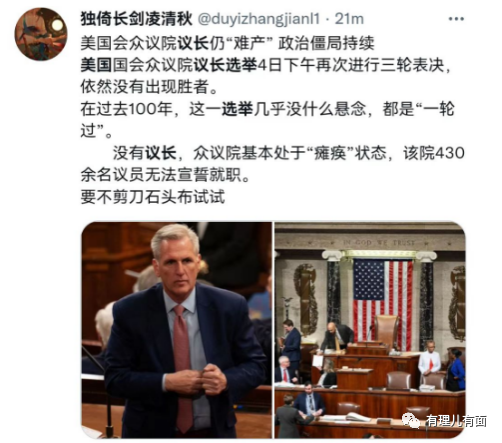 独倚长剑凌清秋 @duyizhangjianl1 · 21m
美国会众议院议长仍“难产” 政治僵局持续
美国国会众议院议长选举4日下午再次进行三轮表决，
依然没有出现胜者。
在过去100年，这一选举几乎没什么悬念，都是“一轮
过”。
没有议长，众议院基本处于“瘫痪”状态，该院430
余名议员无法宣誓就职。
要不剪刀石头布试试
IN GOD WE TRUST
有理儿有面